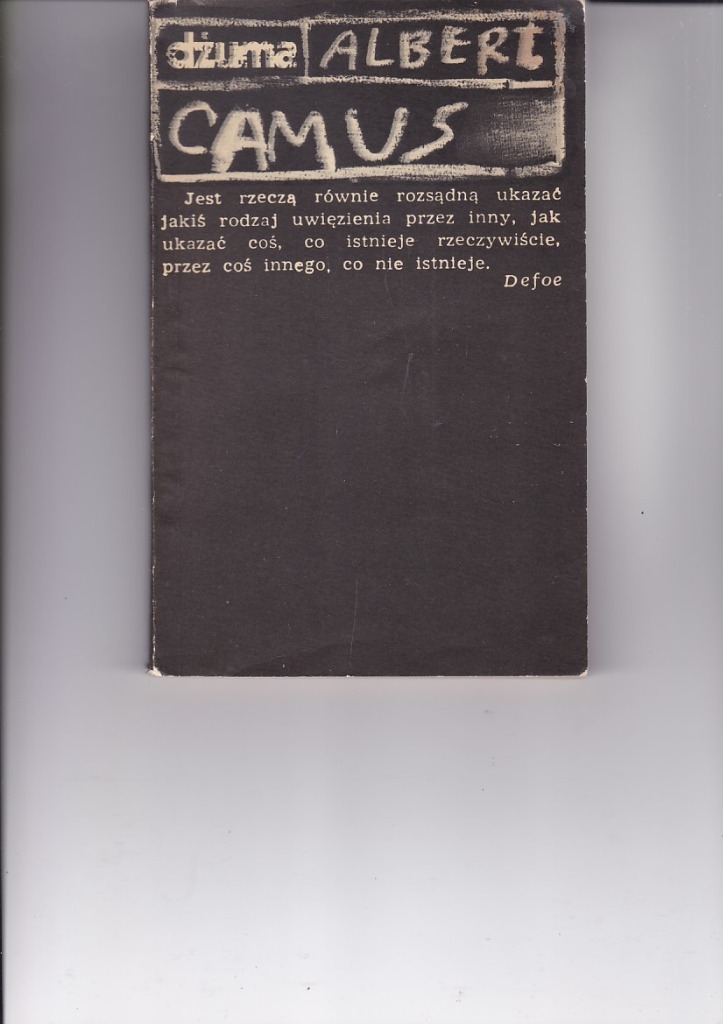 dżuma ALBERt
CAMUS
Jest rzeczą równie rozsądną ukazać
jakiś rodzaj uwięzienia przez inny, jak
ukazać coś, co istnieje rzeczywiście,
przez coś innego, co nie istnieje.
Defoe